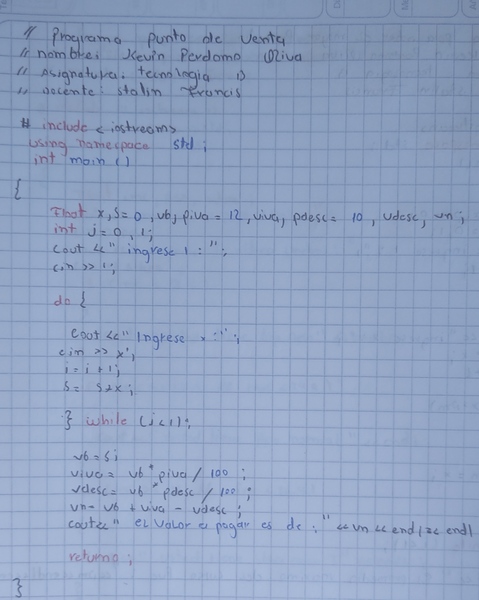 // Programa punto de venta
// nombre: Kevin Perdomo Oliva
// asignatura: tecnologia D
// docente: stalin Francis
# include <iostream>
using namespace std ;
int main ()
{
Float x, S=0, vb, piva = 12, viva, pdesc = 10, vdesc, vn ;
int i=0, l;
cout <<" ingrese l : ";
cin >> l;
do {
cout <<" Ingrese x :" ;
cin >> x;
i = i + 1;
S = S+x ;
} while (i<l);
vb = S;
viva = vb * piva / 100 ;
vdesc = vb * pdesc / 100 ;
vn = vb + viva - vdesc ;
cout<<" el valor a pagar es de : " << vn << endl << endl
return 0 ;
}